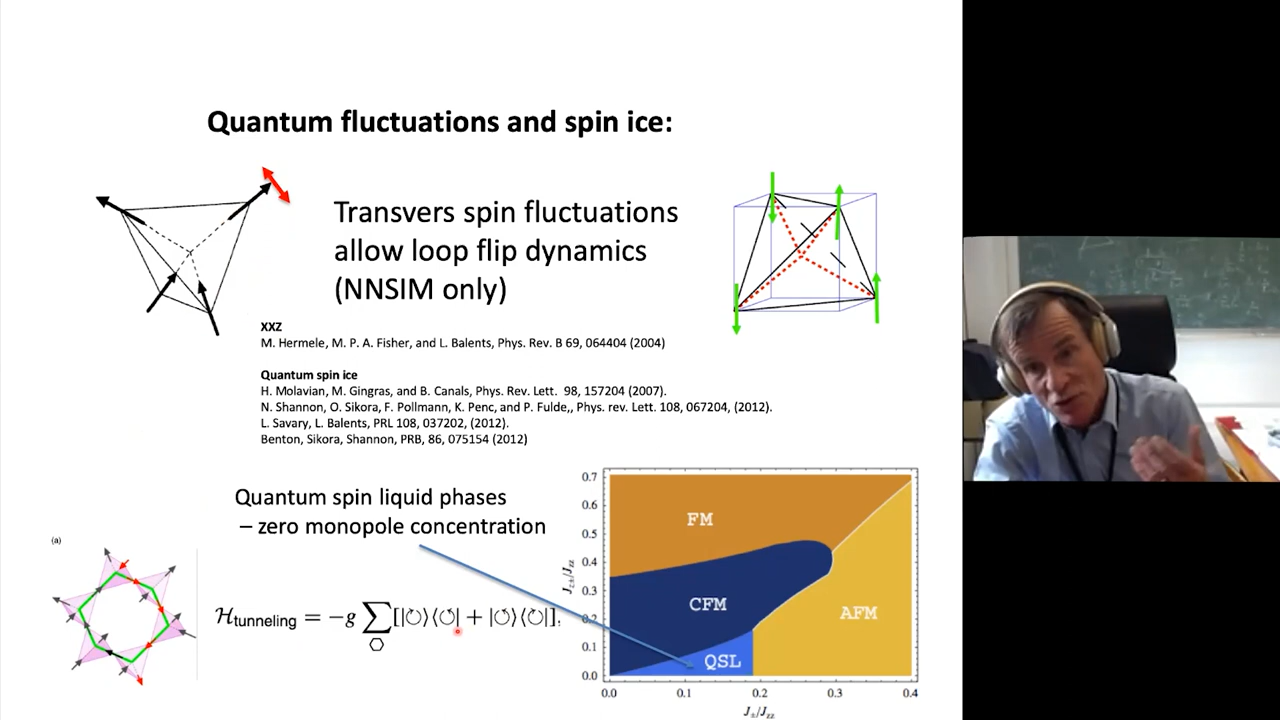 Quantum fluctuations and spin ice:
Transvers spin fluctuations
allow loop flip dynamics
(NNSIM only)
XXZ
M. Hermele, M. P. A. Fisher, and L. Balents, Phys. Rev. B 69, 064404 (2004)
Quantum spin ice
H. Molavian, M. Gingras, and B. Canals, Phys. Rev. Lett. 98, 157204 (2007).
N. Shannon, O. Sikora, F. Pollmann, K. Penc, and P. Fulde,, Phys. rev. Lett. 108, 067204, (2012).
L. Savary, L. Balents, PRL 108, 037202, (2012).
Benton, Sikora, Shannon, PRB, 86, 075154 (2012)
Quantum spin liquid phases
– zero monopole concentration
(a)
H_tunneling = −g ∑_⬡ [|↻⟩⟨↺| + |↺⟩⟨↻|].
J_z±/J_zz
0.7
0.6
0.5
0.4
0.3
0.2
0.1
0.0
FM
CFM
AFM
QSL
0.0 0.1 0.2 0.3 0.4
J_±/J_zz